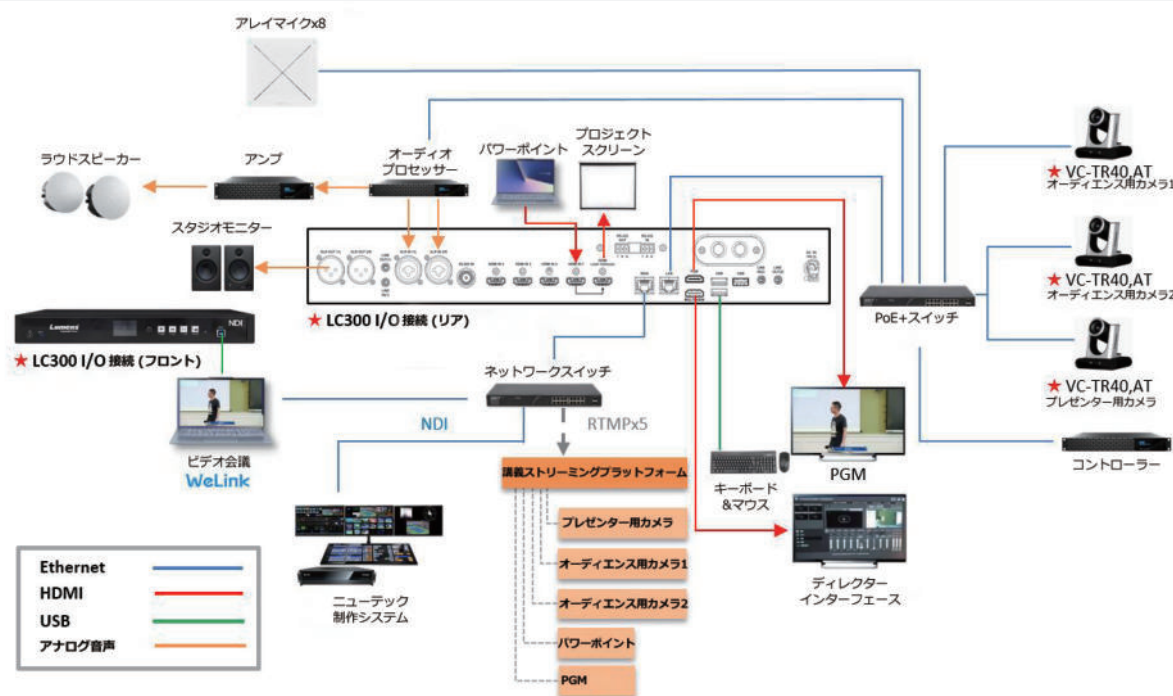 アレイマイクx8
ラウドスピーカー
アンプ
オーディオ
プロセッサー
パワーポイント
プロジェクト
スクリーン
★ VC-TR40,AT
オーディエンス用カメラ1
スタジオモニター
★ VC-TR40,AT
オーディエンス用カメラ2
PoE+スイッチ
Lumens
NDI
★ LC300 I/O 接続 (リア)
★ LC300 I/O 接続 (フロント)
★ VC-TR40,AT
プレゼンター用カメラ
ネットワークスイッチ
NDI
RTMPx5
ビデオ会議
WeLink
講義ストリーミングプラットフォーム
キーボード
&マウス
PGM
コントローラー
プレゼンター用カメラ
オーディエンス用カメラ1
オーディエンス用カメラ2
パワーポイント
PGM
ニューテック
制作システム
ディレクター
インターフェース
Ethernet
HDMI
USB
アナログ音声